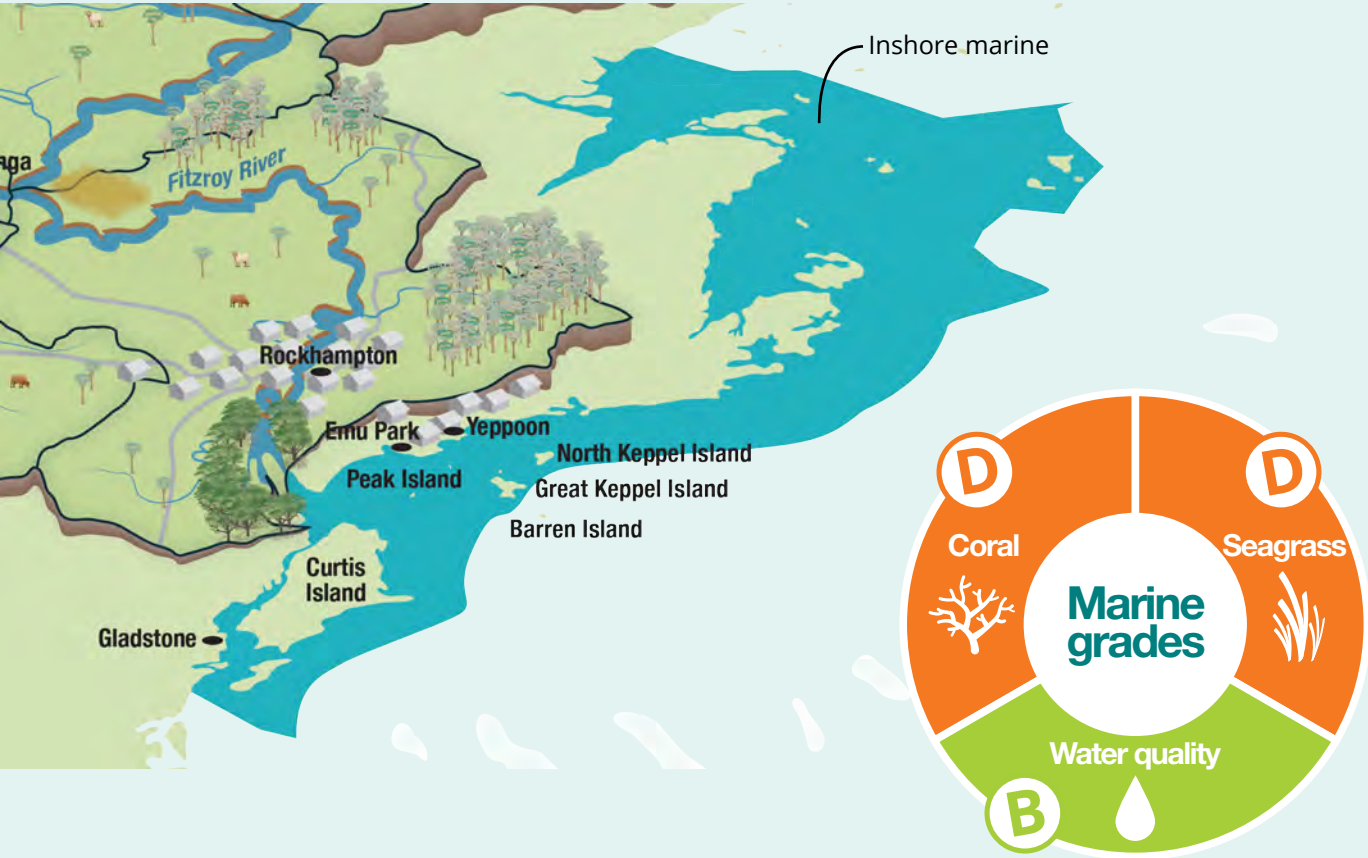 Inshore marine
nga
Fitzroy River
Rockhampton
Emu Park
Yeppoon
North Keppel Island
Peak Island
Great Keppel Island
Barren Island
Curtis
Island
Gladstone
D
D
Coral
Seagrass
Marine
grades
Water quality
B